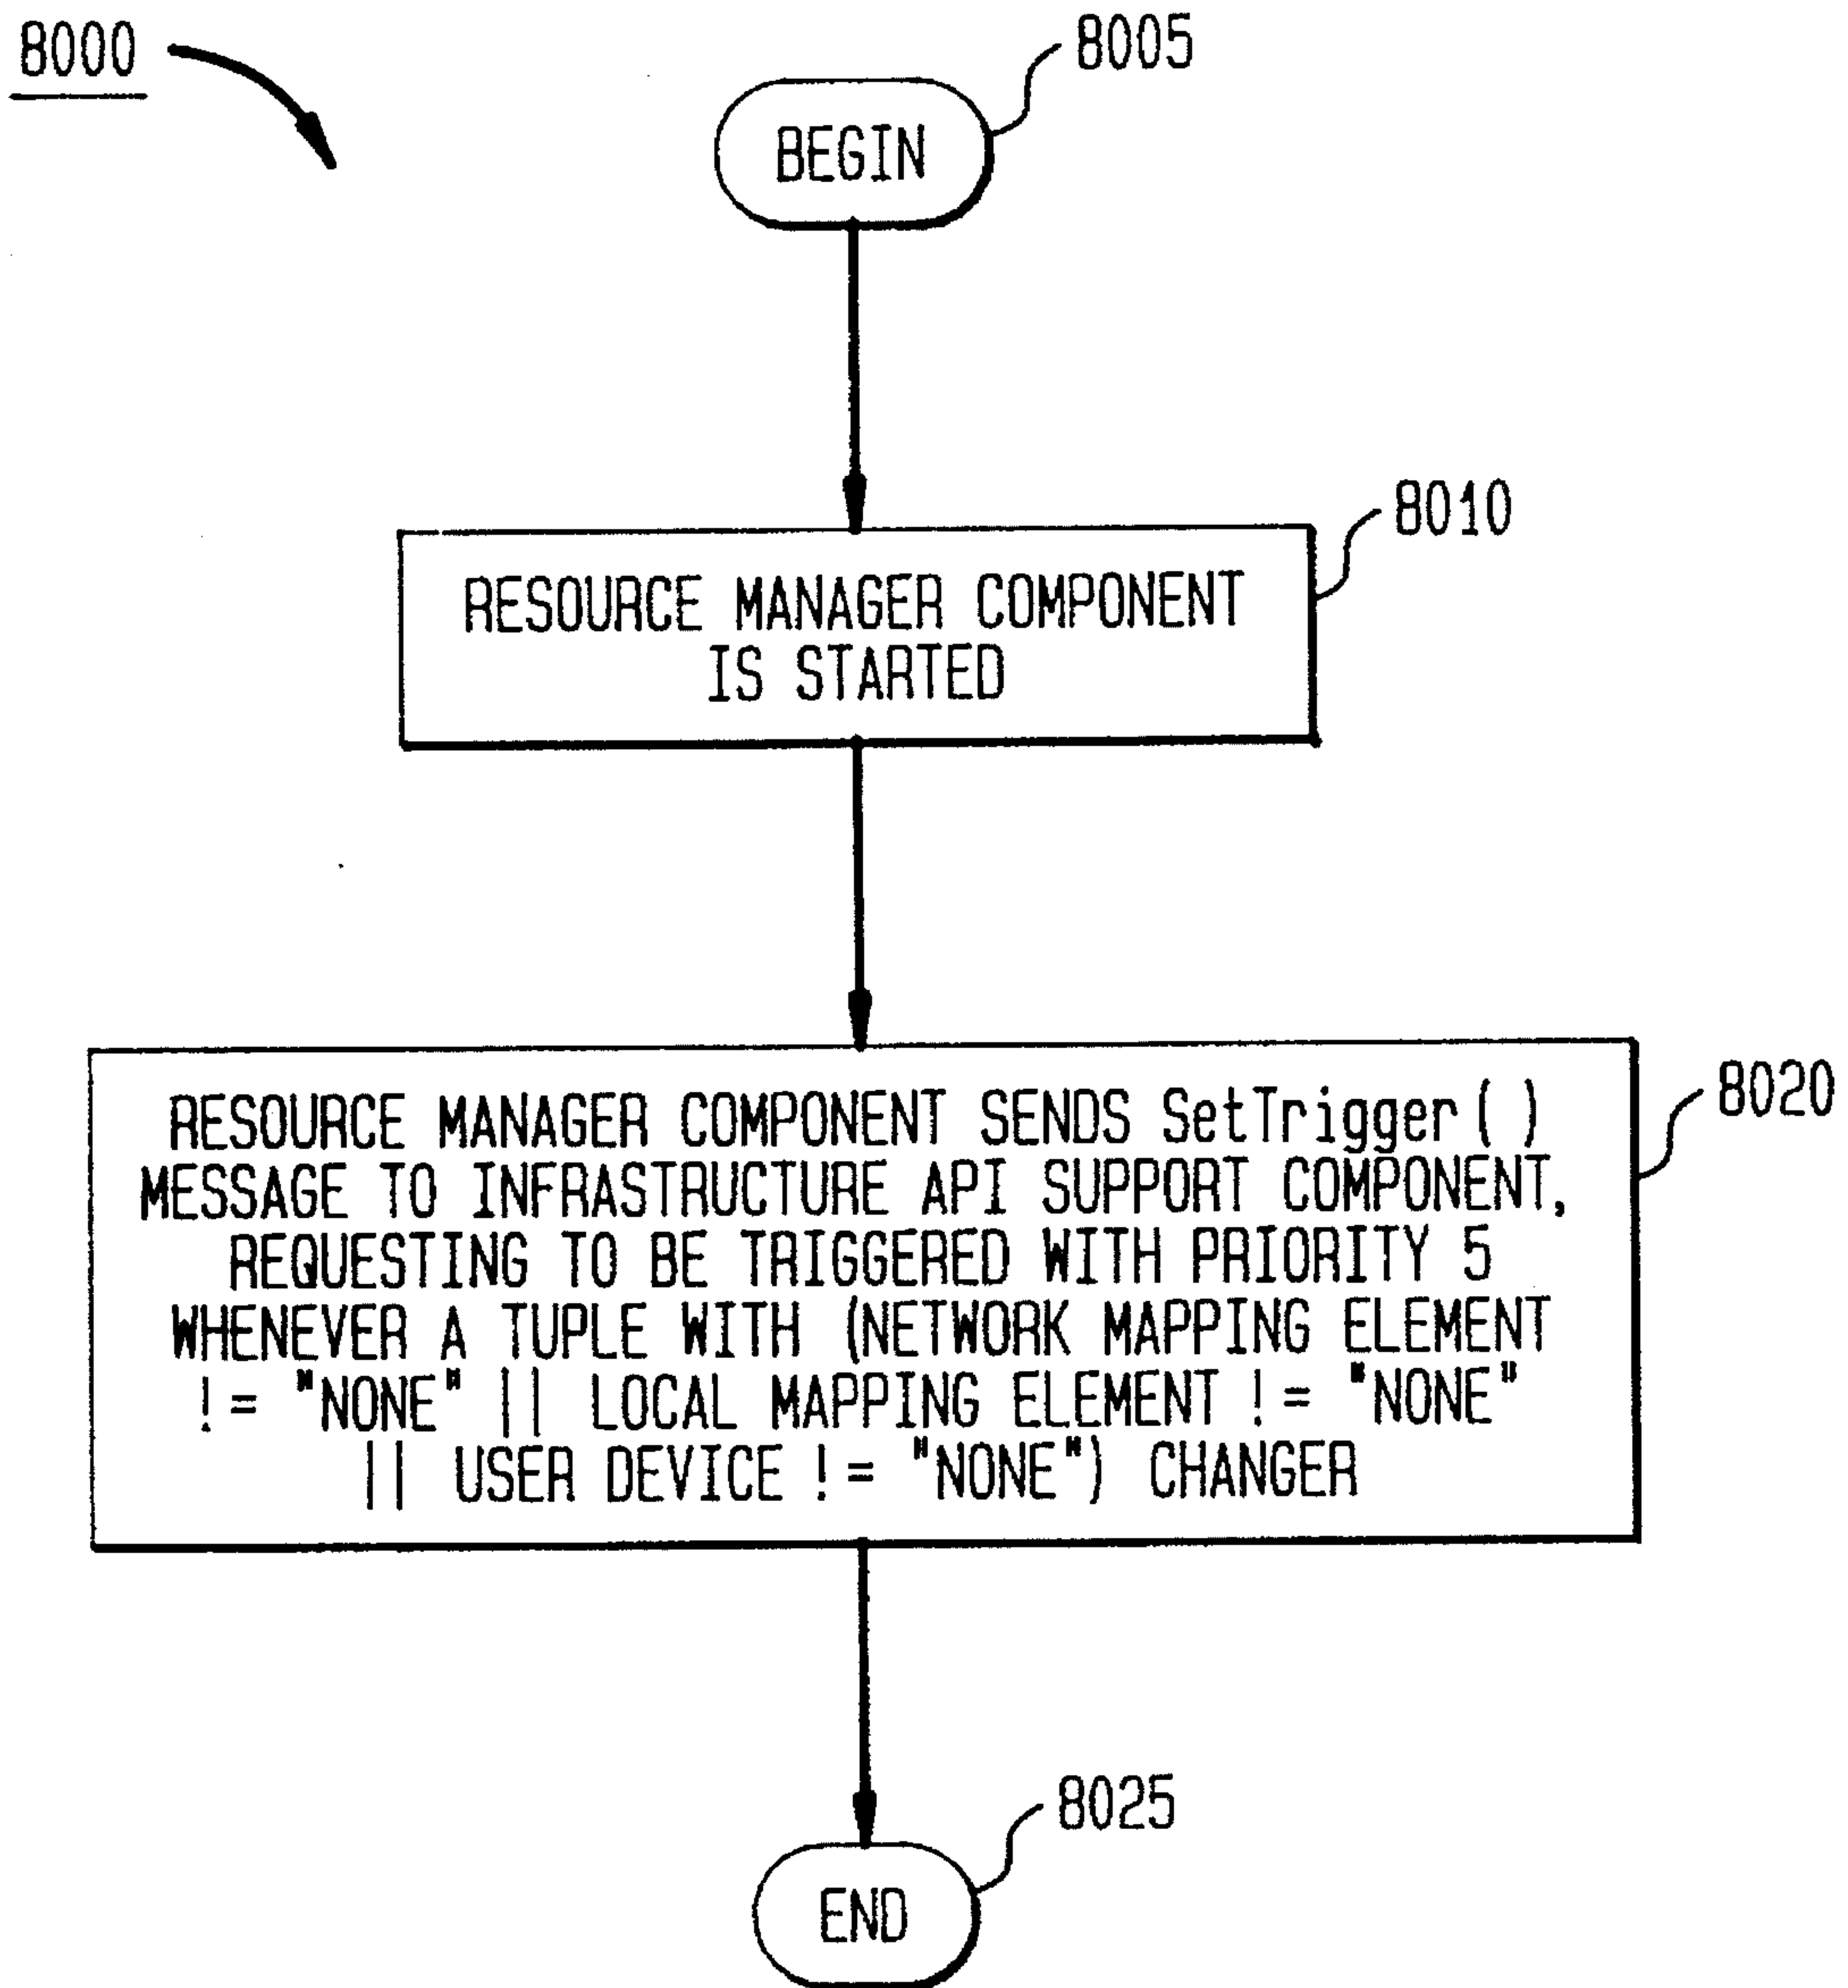 8000
8005
BEGIN
8010
RESOURCE MANAGER COMPONENT
IS STARTED
8020
RESOURCE MANAGER COMPONENT SENDS SetTrigger()
MESSAGE TO INFRASTRUCTURE API SUPPORT COMPONENT,
REQUESTING TO BE TRIGGERED WITH PRIORITY 5
WHENEVER A TUPLE WITH (NETWORK MAPPING ELEMENT
!= "NONE" || LOCAL MAPPING ELEMENT != "NONE"
|| USER DEVICE != "NONE") CHANGER
8025
END